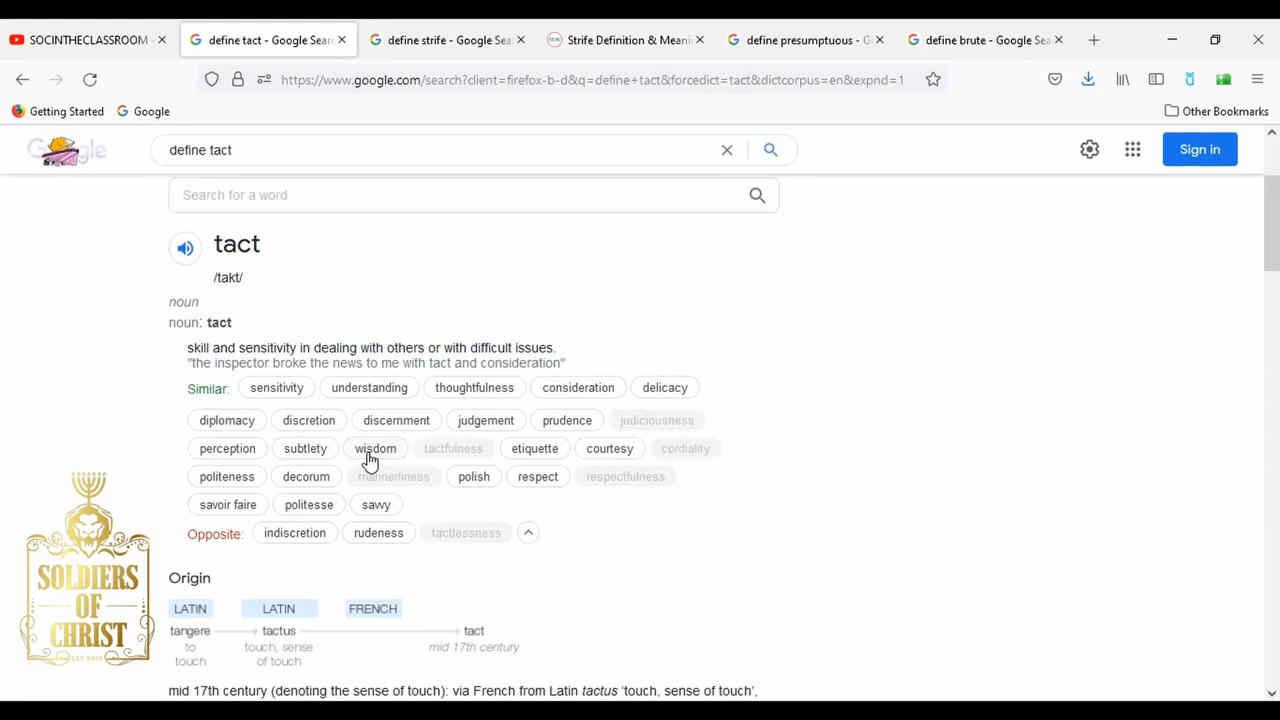 SOCINTHECLASSROOM - define tact - Google Sear define strife - Google Sea Strife Definition & Meani define presumptuous - Go define brute - Google Sea
https://www.google.com/search?client=firefox-b-d&q=define+tact&forcedict=tact&dictcorpus=en&expnd=1
Getting Started Google Other Bookmarks
Google define tact Sign in
Search for a word
tact
/takt/
noun
noun: tact
skill and sensitivity in dealing with others or with difficult issues.
"the inspector broke the news to me with tact and consideration"
Similar: sensitivity understanding thoughtfulness consideration delicacy
diplomacy discretion discernment judgement prudence judiciousness
perception subtlety wisdom tactfulness etiquette courtesy cordiality
politeness decorum mannerliness polish respect respectfulness
savoir faire politesse savvy
Opposite: indiscretion rudeness tactlessness
Origin
LATIN LATIN FRENCH
tangere tactus tact
to touch, sense mid 17th century
touch of touch
mid 17th century (denoting the sense of touch): via French from Latin tactus ‘touch, sense of touch’,
SOLDIERS
OF
CHRIST
EST 2015